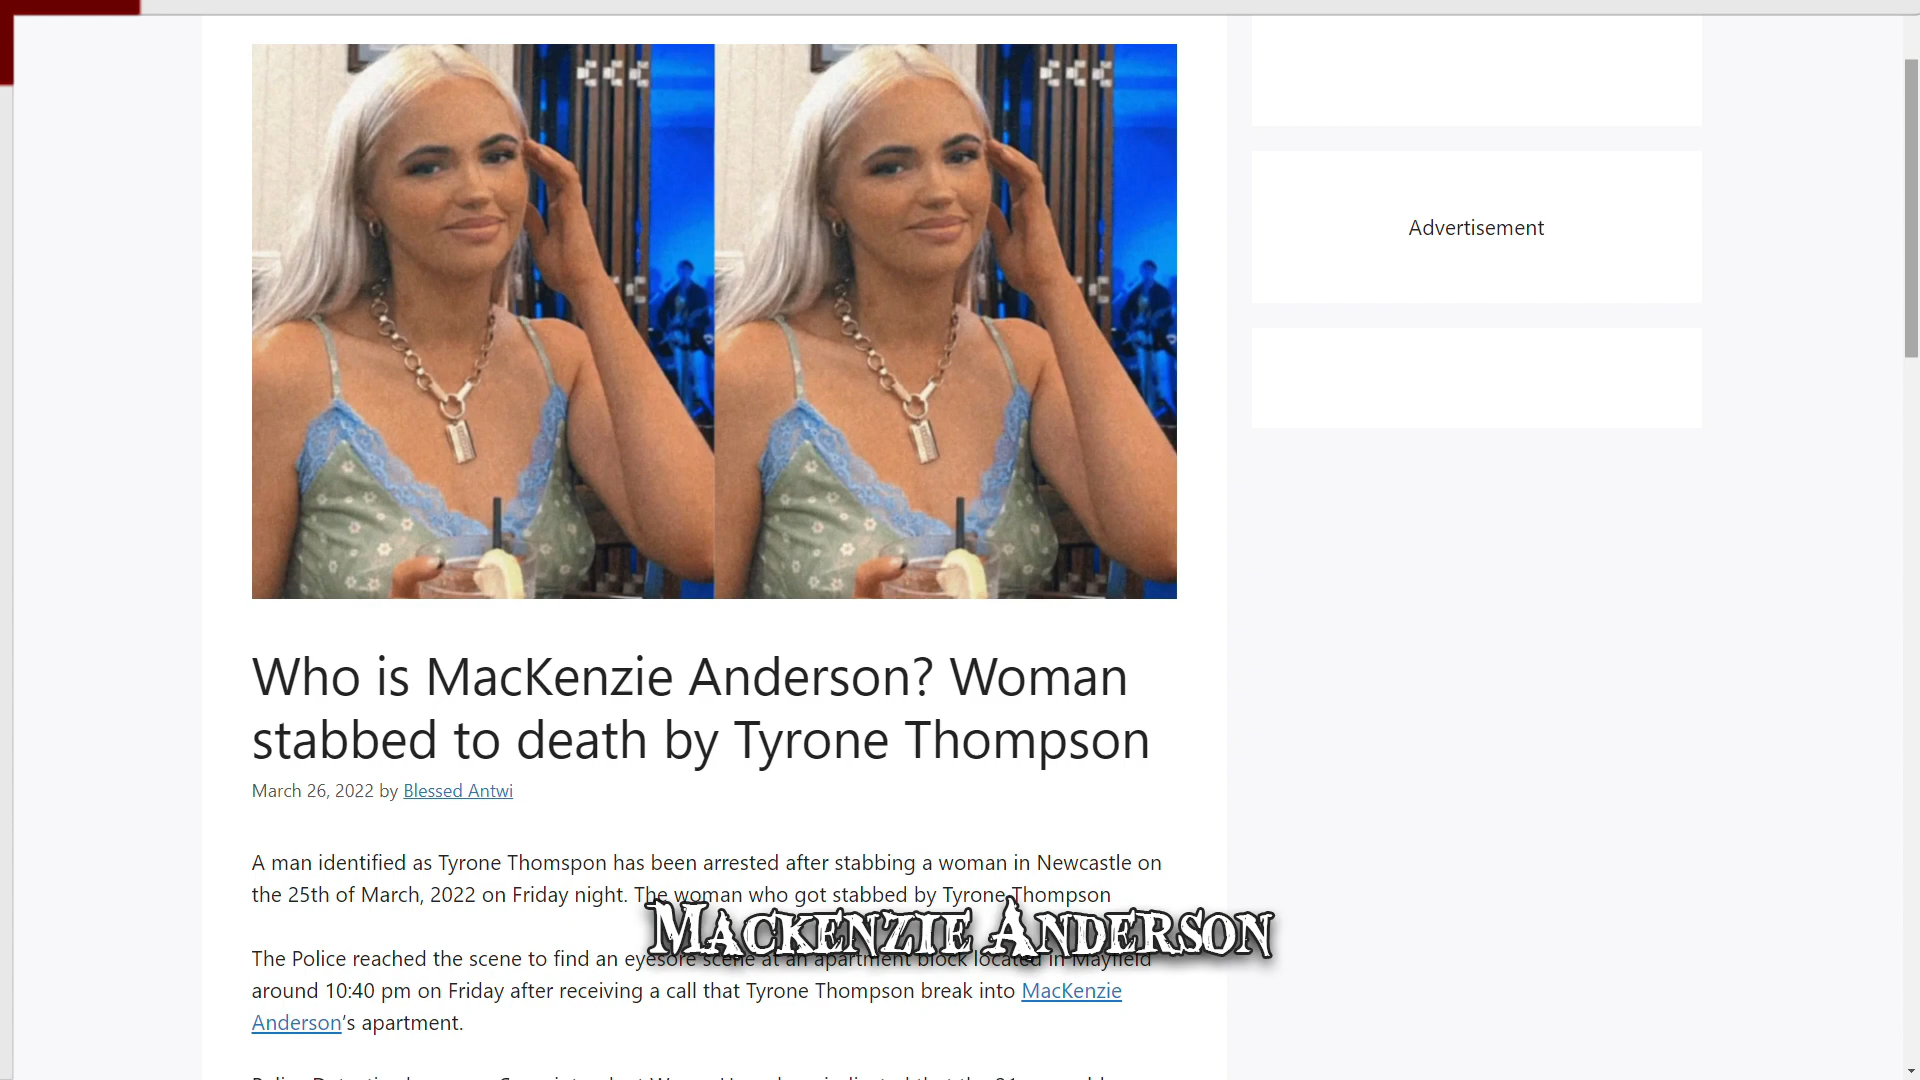 Advertisement
Who is MacKenzie Anderson? Woman
stabbed to death by Tyrone Thompson
March 26, 2022 by Blessed Antwi
A man identified as Tyrone Thomspon has been arrested after stabbing a woman in Newcastle on
the 25th of March, 2022 on Friday night. The woman who got stabbed by Tyrone Thompson
Mackenzie Anderson
The Police reached the scene to find an eyesore scene at an apartment block located in Mayfield
around 10:40 pm on Friday after receiving a call that Tyrone Thompson break into MacKenzie
Anderson’s apartment.